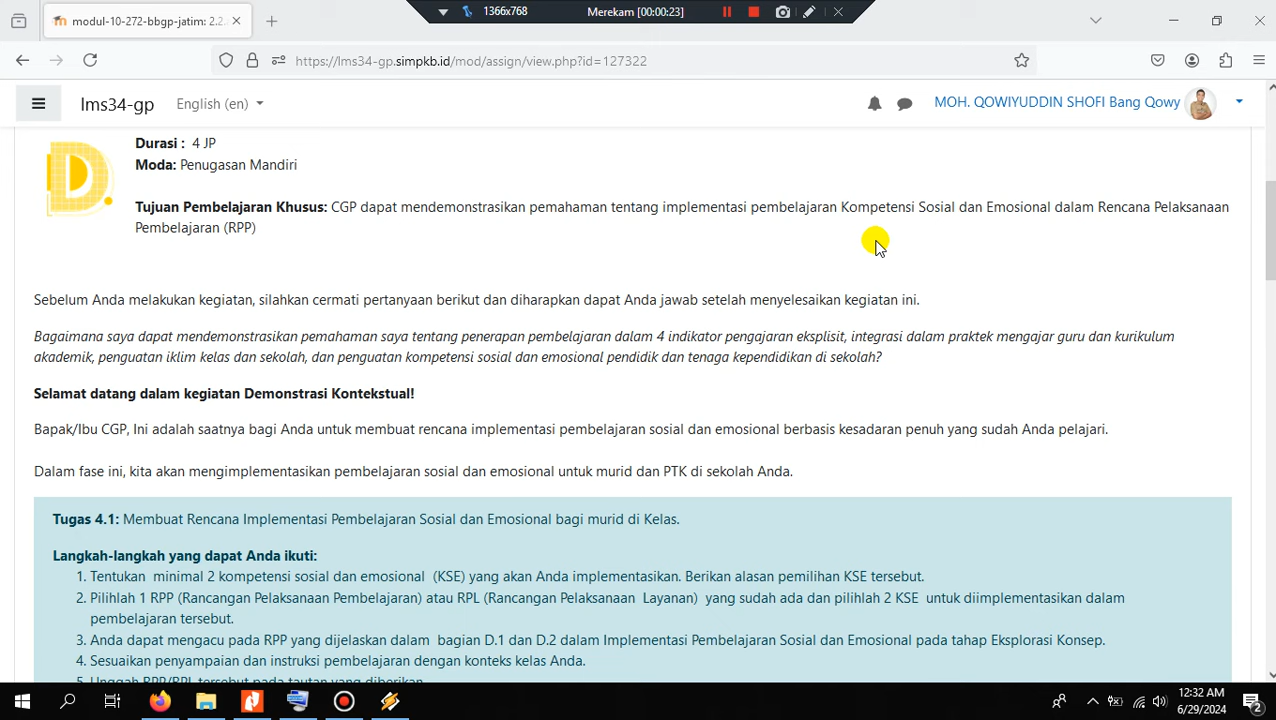 modul-10-272-bbgp-jatim: 2.2.
1366x768
Merekam [00:00:23]
https://lms34-gp.simpkb.id/mod/assign/view.php?id=127322
lms34-gp
English (en)
MOH. QOWIYUDDIN SHOFI Bang Qowy
D.
Durasi : 4 JP
Moda: Penugasan Mandiri
Tujuan Pembelajaran Khusus: CGP dapat mendemonstrasikan pemahaman tentang implementasi pembelajaran Kompetensi Sosial dan Emosional dalam Rencana Pelaksanaan
Pembelajaran (RPP)
Sebelum Anda melakukan kegiatan, silahkan cermati pertanyaan berikut dan diharapkan dapat Anda jawab setelah menyelesaikan kegiatan ini.
Bagaimana saya dapat mendemonstrasikan pemahaman saya tentang penerapan pembelajaran dalam 4 indikator pengajaran eksplisit, integrasi dalam praktek mengajar guru dan kurikulum
akademik, penguatan iklim kelas dan sekolah, dan penguatan kompetensi sosial dan emosional pendidik dan tenaga kependidikan di sekolah?
Selamat datang dalam kegiatan Demonstrasi Kontekstual!
Bapak/Ibu CGP, Ini adalah saatnya bagi Anda untuk membuat rencana implementasi pembelajaran sosial dan emosional berbasis kesadaran penuh yang sudah Anda pelajari.
Dalam fase ini, kita akan mengimplementasikan pembelajaran sosial dan emosional untuk murid dan PTK di sekolah Anda.
Tugas 4.1: Membuat Rencana Implementasi Pembelajaran Sosial dan Emosional bagi murid di Kelas.
Langkah-langkah yang dapat Anda ikuti:
1. Tentukan minimal 2 kompetensi sosial dan emosional (KSE) yang akan Anda implementasikan. Berikan alasan pemilihan KSE tersebut.
2. Pilihlah 1 RPP (Rancangan Pelaksanaan Pembelajaran) atau RPL (Rancangan Pelaksanaan Layanan) yang sudah ada dan pilihlah 2 KSE untuk diimplementasikan dalam
pembelajaran tersebut.
3. Anda dapat mengacu pada RPP yang dijelaskan dalam bagian D.1 dan D.2 dalam Implementasi Pembelajaran Sosial dan Emosional pada tahap Eksplorasi Konsep.
4. Sesuaikan penyampaian dan instruksi pembelajaran dengan konteks kelas Anda.
5. Unggah RPP/RPL tersebut pada tautan yang diberikan.
12:32 AM
6/29/2024
2